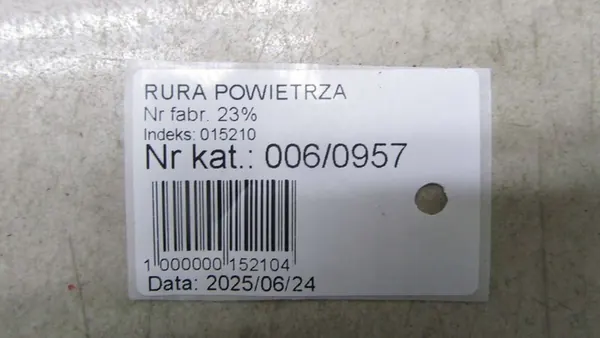 RURA POWIETRZA
Nr fabr. 23%
Indeks: 015210
Nr kat.: 006/0957
1 000000 152104
Data: 2025/06/24